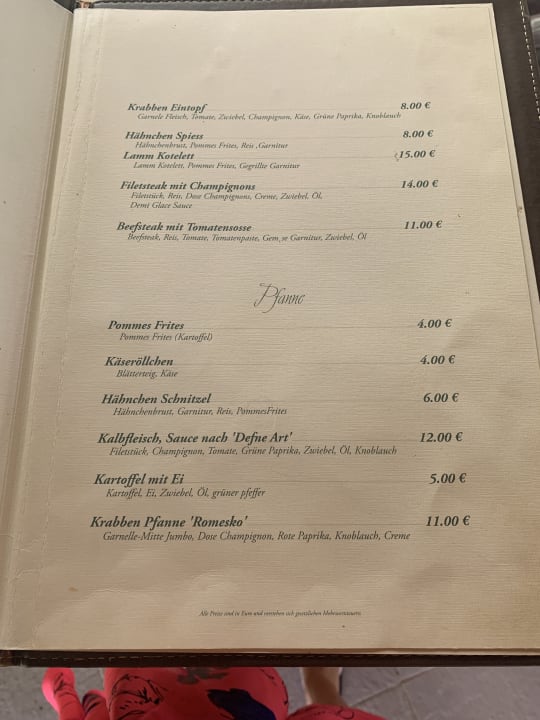 Krabben Eintopf 8.00 €
Garnele Fleisch, Tomate, Zwiebel, Champignon, Käse, Grüne Paprika, Knoblauch
Hähnchen Spiess 8.00 €
Hähnchenbrust, Pommes Frites, Reis ,Garnitur
Lamm Kotelett 15.00 €
Lamm Kotelett, Pommes Frites, Gegrillte Garnitur
Filetsteak mit Champignons 14.00 €
Filetstück, Reis, Dose Champignons, Creme, Zwiebel, Öl,
Demi Glace Sauce
Beefsteak mit Tomatensosse 11.00 €
Beefsteak, Reis, Tomate, Tomatenpaste, Garnitur, Zwiebel, Öl
Pfanne
Pommes Frites 4.00 €
Pommes Frites (Kartoffel)
Käseröllchen 4.00 €
Blätterteig, Käse
Hähnchen Schnitzel 6.00 €
Hähnchenbrust, Garnitur, Reis, PommesFrites
Kalbfleisch, Sauce nach 'Defne Art' 12.00 €
Filetstück, Champignon, Tomate, Grüne Paprika, Zwiebel, Öl, Knoblauch
Kartoffel mit Ei 5.00 €
Kartoffel, Ei, Zwiebel, Öl, grüner pfeffer
Krabben Pfanne 'Romesko' 11.00 €
Garnelle-Mitte Jumbo, Dose Champignon, Rote Paprika, Knoblauch, Creme
Alle Preise sind in Euro und verstehen sich gesetzlichen Mehrwertsteuern.